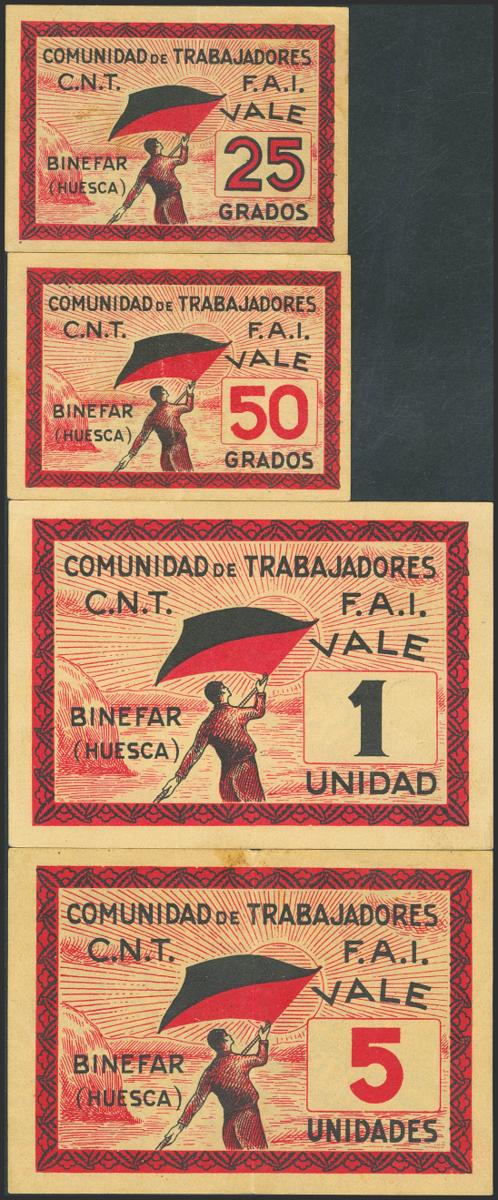 COMUNIDAD DE TRABAJADORES
C.N.T. F.A.I.
VALE
BINEFAR
(HUESCA)
25
GRADOS
COMUNIDAD DE TRABAJADORES
C.N.T. F.A.I.
VALE
BINEFAR
(HUESCA)
50
GRADOS
COMUNIDAD DE TRABAJADORES
C.N.T. F.A.I.
VALE
BINEFAR
(HUESCA)
1
UNIDAD
COMUNIDAD DE TRABAJADORES
C.N.T. F.A.I.
VALE
BINEFAR
(HUESCA)
5
UNIDADES